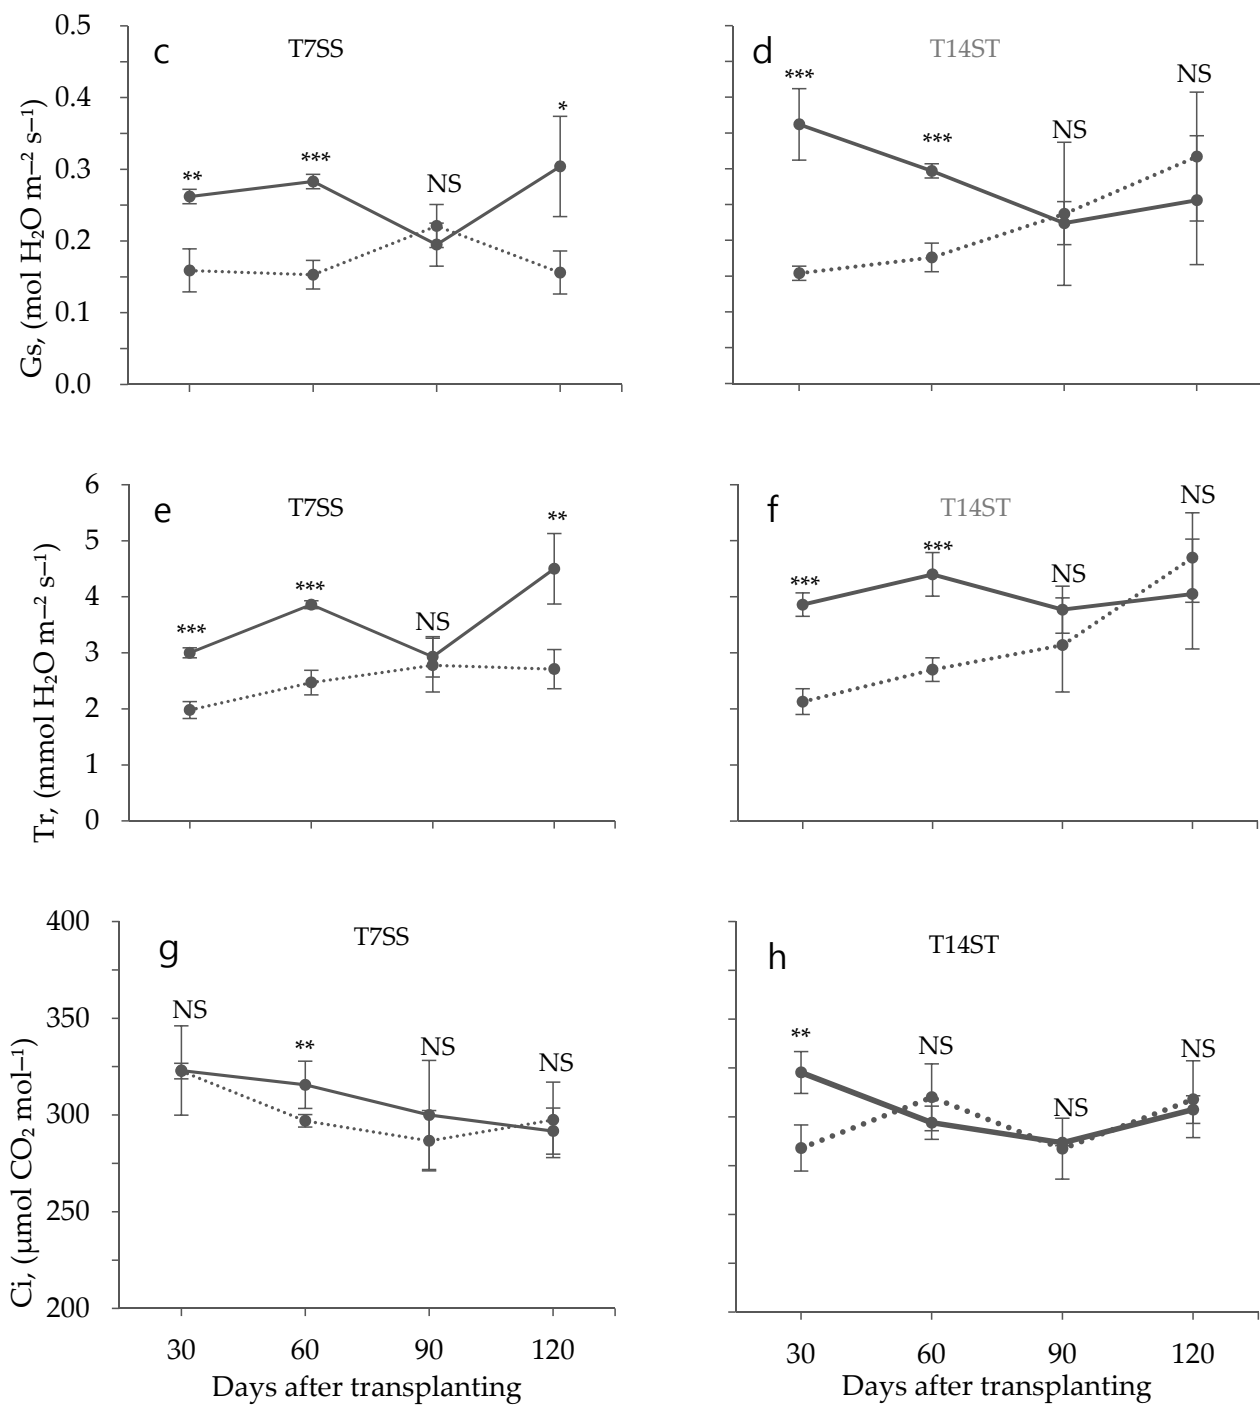 0.5
c
T7SS
d
T14ST
***
NS
0.4
*
***
NS
***
NS
0.3
**
0.2
0.1
0.0
Gs, (mol H₂O m–² s–¹)
6
e
T7SS
f
T14ST
NS
5
**
***
***
***
4
NS
NS
***
3
2
1
0
Tr, (mmol H₂O m–² s–¹)
400
g
T7SS
h
T14ST
350
NS
**
NS
NS
**
NS
NS
NS
300
250
200
Ci, (µmol CO₂ mol–¹)
30 60 90 120
Days after transplanting
30 60 90 120
Days after transplanting